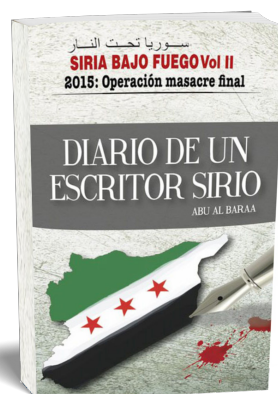 سوريا تحت النار
SIRIA BAJO FUEGO Vol II
2015: Operación masacre final
DIARIO DE UN
ESCRITOR SIRIO
ABU AL BARAA